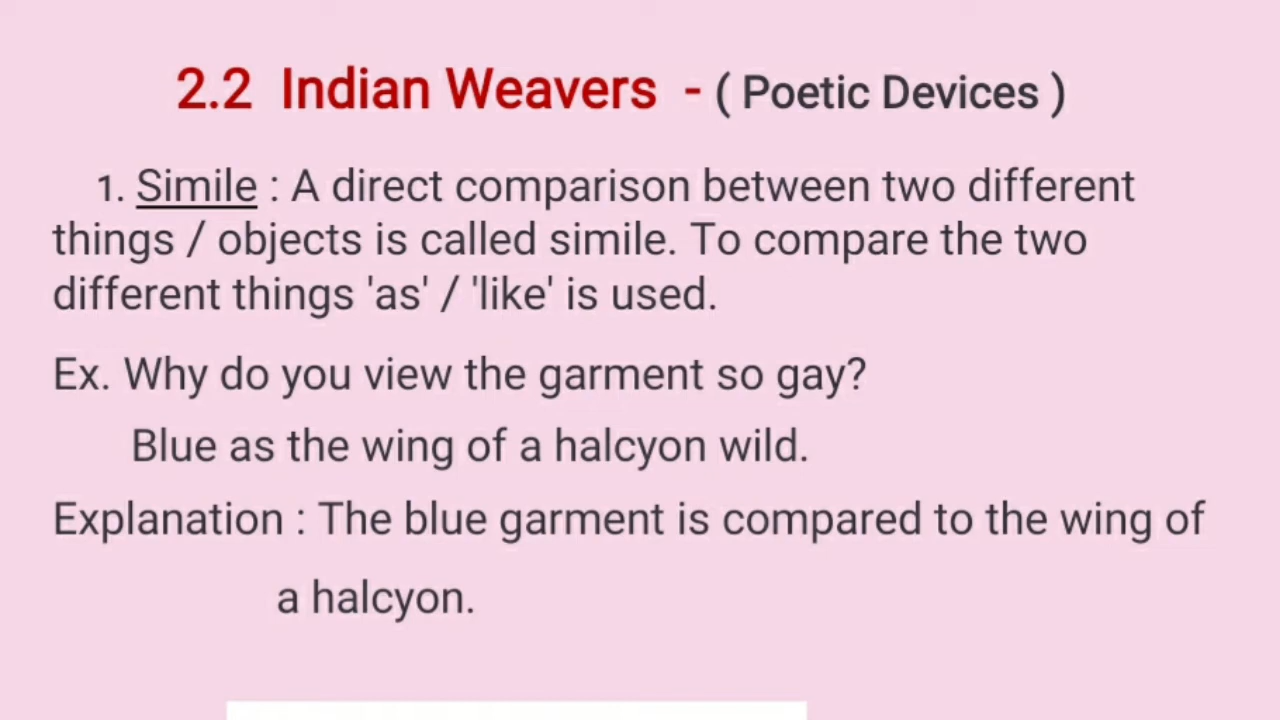 2.2 Indian Weavers - ( Poetic Devices )
1. Simile : A direct comparison between two different
things / objects is called simile. To compare the two
different things 'as' / 'like' is used.
Ex. Why do you view the garment so gay?
Blue as the wing of a halcyon wild.
Explanation : The blue garment is compared to the wing of
a halcyon.